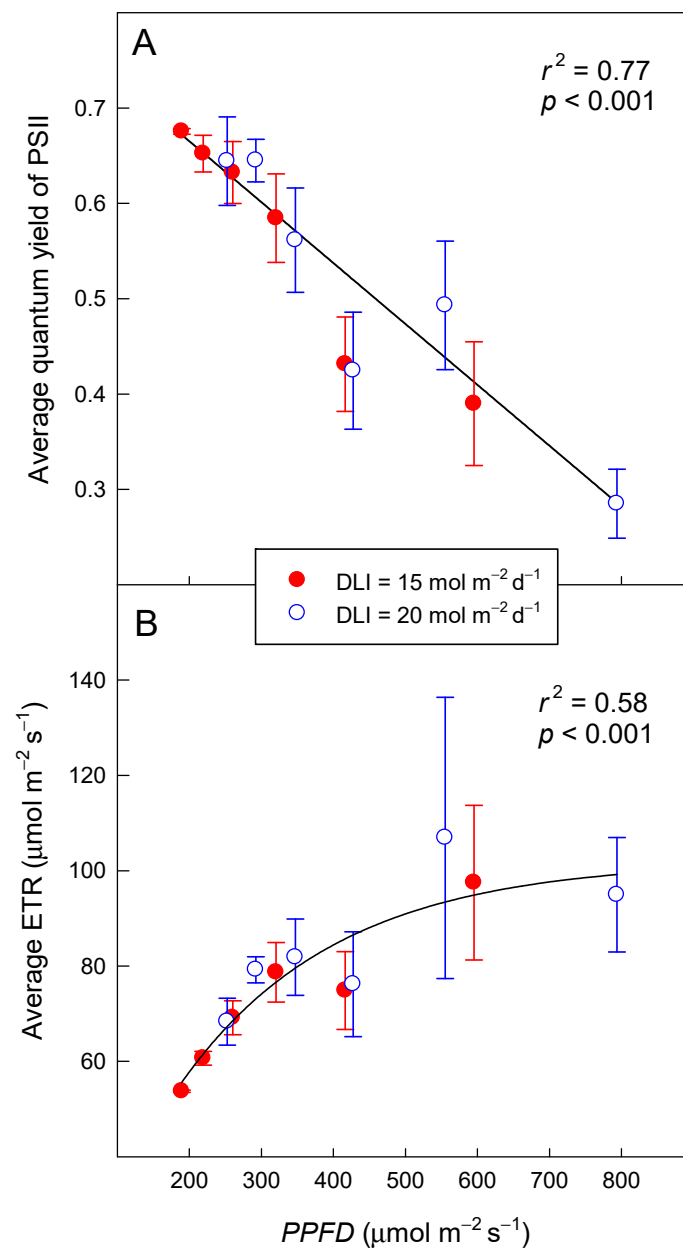 A
r² = 0.77
p < 0.001
Average quantum yield of PSII
0.7
0.6
0.5
0.4
0.3
DLI = 15 mol m⁻² d⁻¹
DLI = 20 mol m⁻² d⁻¹
B
r² = 0.58
p < 0.001
Average ETR (μmol m⁻² s⁻¹)
140
120
100
80
60
200 300 400 500 600 700 800
PPFD (μmol m⁻² s⁻¹)